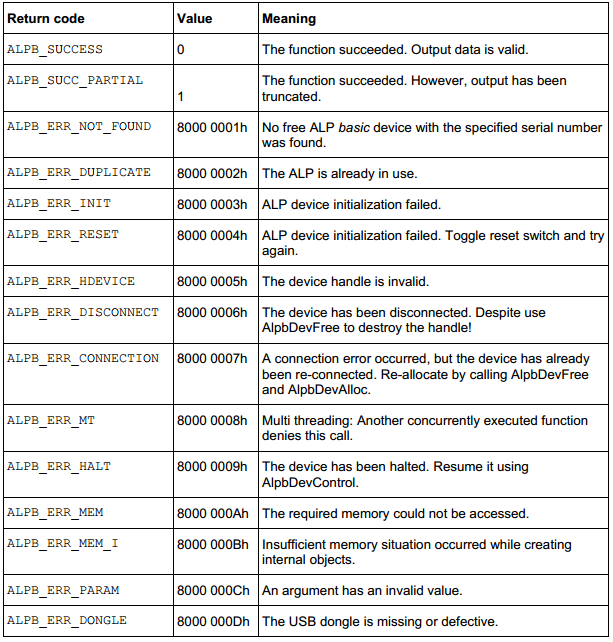 Return code Value Meaning
ALPB_SUCCESS 0 The function succeeded. Output data is valid.
ALPB_SUCC_PARTIAL 1 The function succeeded. However, output has been
truncated.
ALPB_ERR_NOT_FOUND 8000 0001h No free ALP basic device with the specified serial number
was found.
ALPB_ERR_DUPLICATE 8000 0002h The ALP is already in use.
ALPB_ERR_INIT 8000 0003h ALP device initialization failed.
ALPB_ERR_RESET 8000 0004h ALP device initialization failed. Toggle reset switch and try
again.
ALPB_ERR_HDEVICE 8000 0005h The device handle is invalid.
ALPB_ERR_DISCONNECT 8000 0006h The device has been disconnected. Despite use
AlpbDevFree to destroy the handle!
ALPB_ERR_CONNECTION 8000 0007h A connection error occurred, but the device has already
been re-connected. Re-allocate by calling AlpbDevFree
and AlpbDevAlloc.
ALPB_ERR_MT 8000 0008h Multi threading: Another concurrently executed function
denies this call.
ALPB_ERR_HALT 8000 0009h The device has been halted. Resume it using
AlpbDevControl.
ALPB_ERR_MEM 8000 000Ah The required memory could not be accessed.
ALPB_ERR_MEM_I 8000 000Bh Insufficient memory situation occurred while creating
internal objects.
ALPB_ERR_PARAM 8000 000Ch An argument has an invalid value.
ALPB_ERR_DONGLE 8000 000Dh The USB dongle is missing or defective.